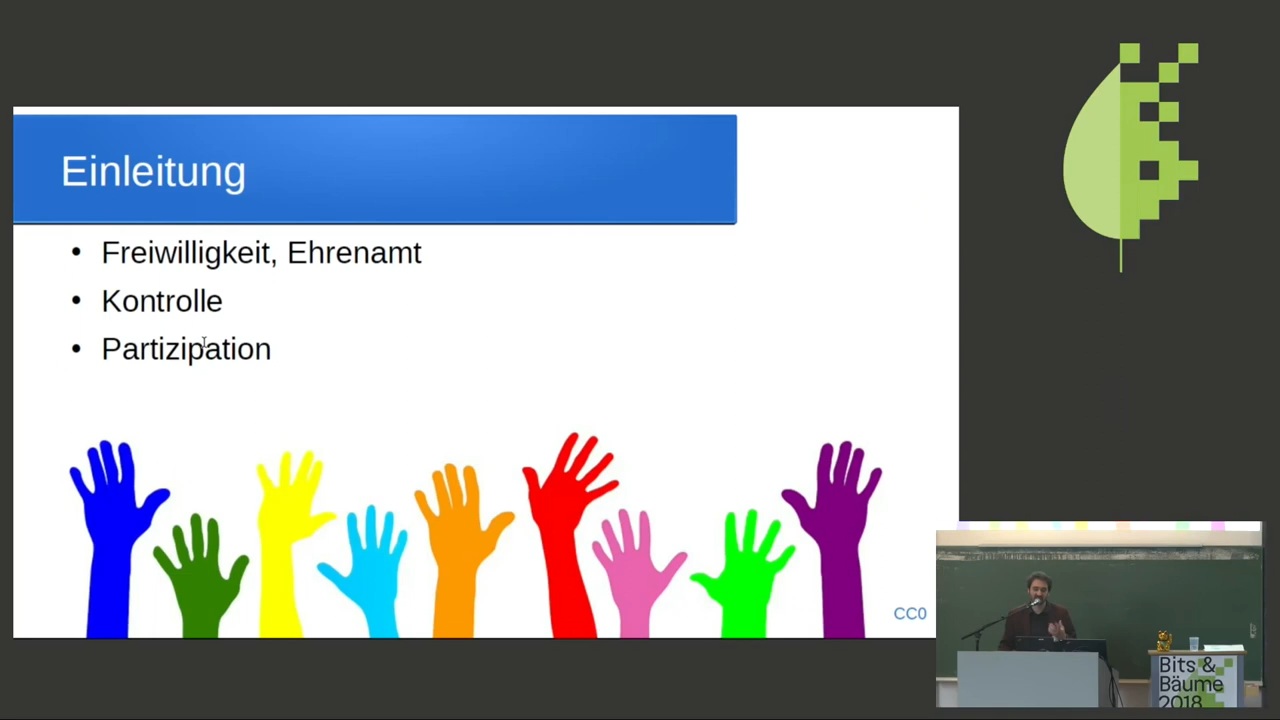 Einleitung
• Freiwilligkeit, Ehrenamt
• Kontrolle
• Partizipation
CC0
Bits &
Bäume
2018